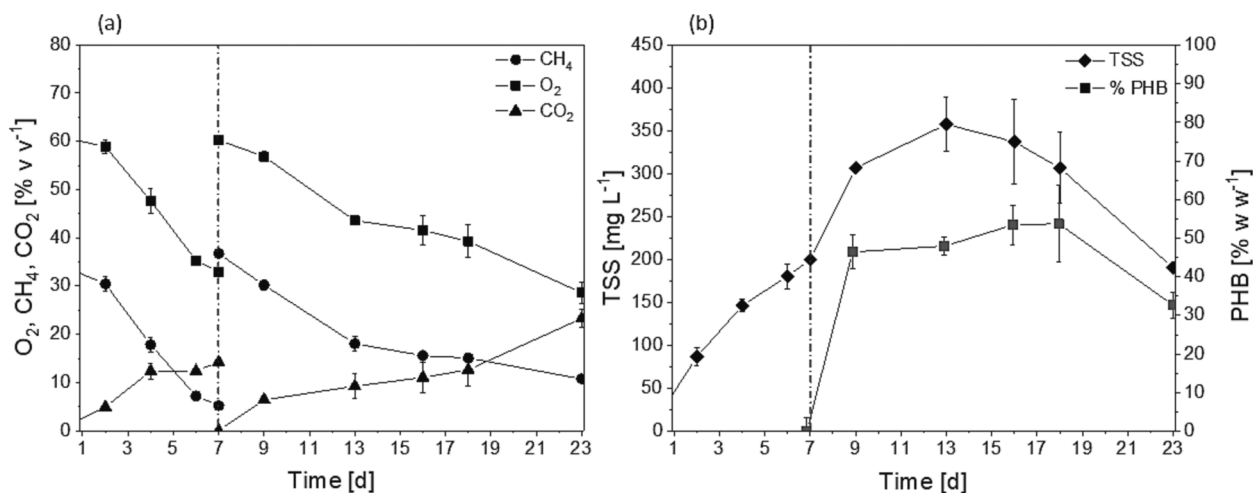 (a)
O₂, CH₄, CO₂ [% v v⁻¹]
80
70
60
50
40
30
20
10
0
CH₄
O₂
CO₂
1 3 5 7 9 11 13 15 17 19 21 23
Time [d]
(b)
TSS [mg L⁻¹]
450
400
350
300
250
200
150
100
50
0
TSS
% PHB
100
90
80
70
60
50
40
30
20
10
0
PHB [% w w⁻¹]
1 3 5 7 9 11 13 15 17 19 21 23
Time [d]